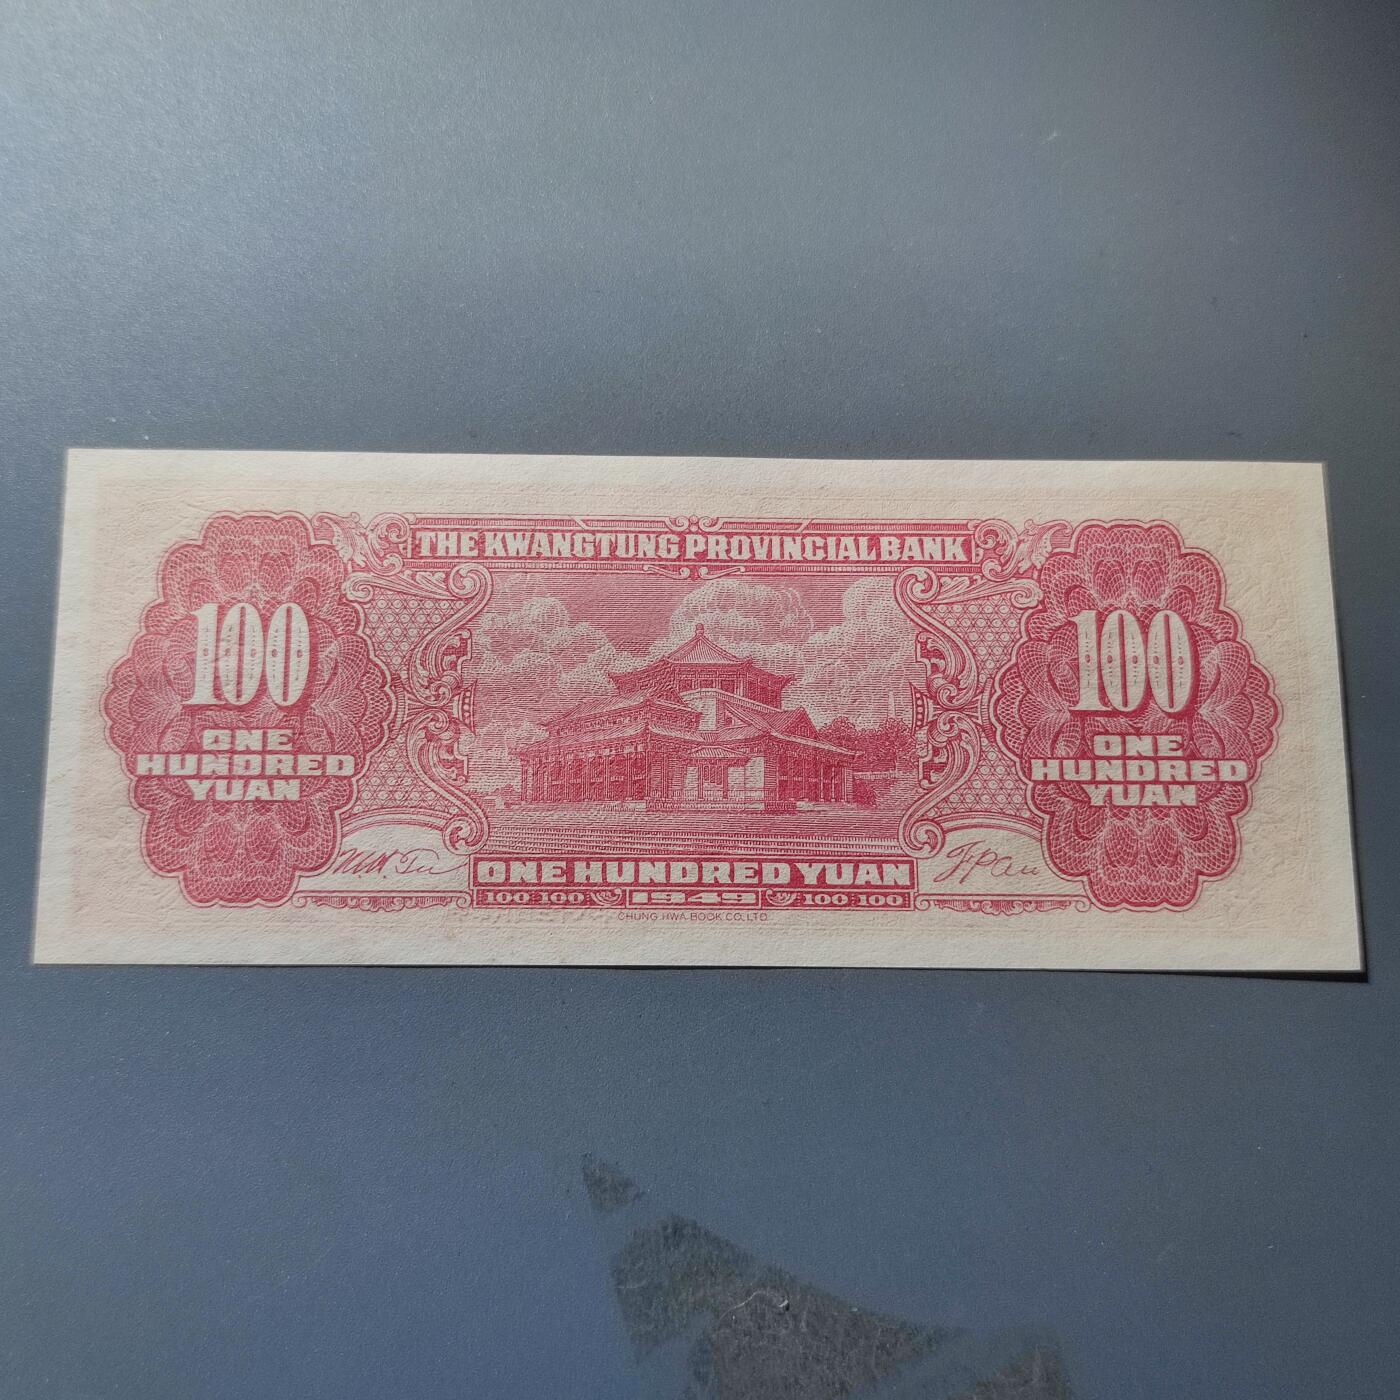 THE KWANGTUNG PROVINCIAL BANK
100
ONE
HUNDRED
YUAN
100
ONE
HUNDRED
YUAN
ONE HUNDRED YUAN
100 100 1949 100 100
CHUNG HWA BOOK CO., LTD.